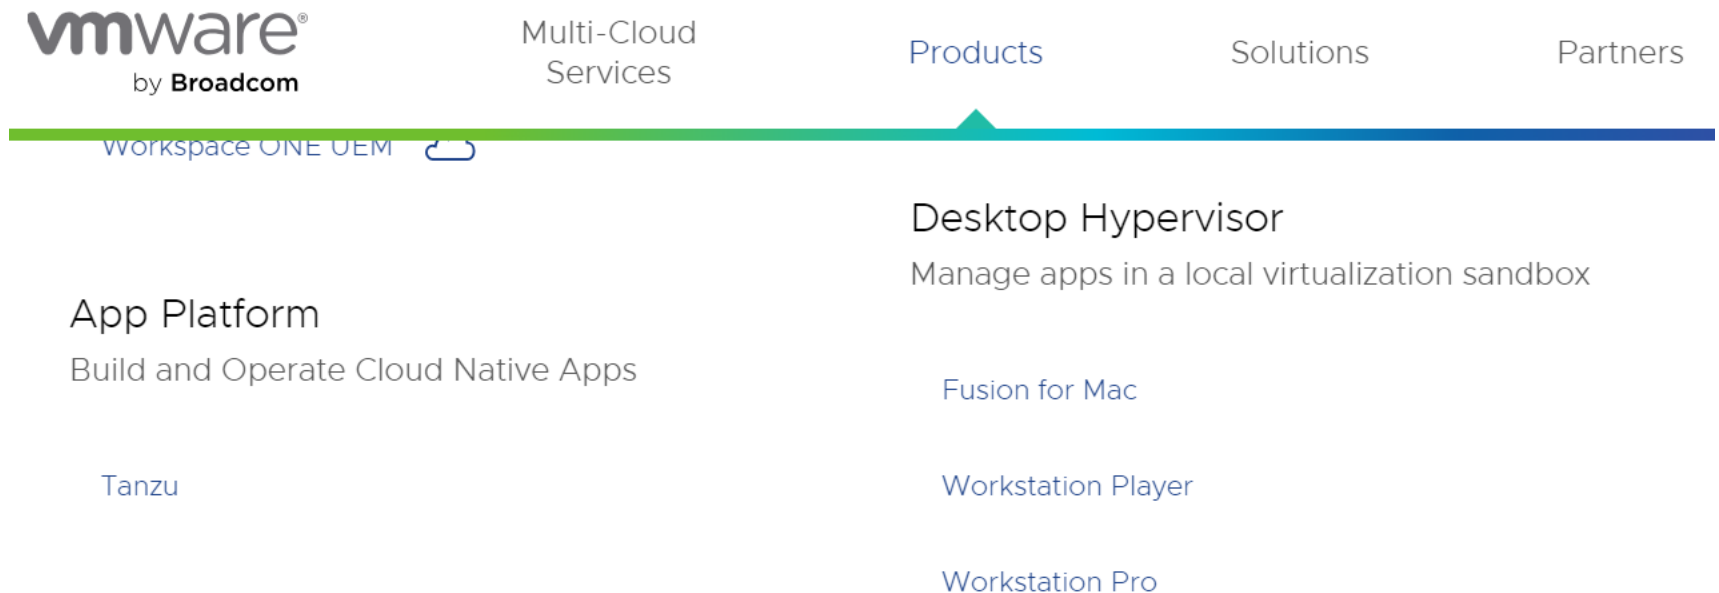 vmware®
by Broadcom
Multi-Cloud
Services
Products
Solutions
Partners
Workspace ONE UEM
App Platform
Build and Operate Cloud Native Apps
Tanzu
Desktop Hypervisor
Manage apps in a local virtualization sandbox
Fusion for Mac
Workstation Player
Workstation Pro